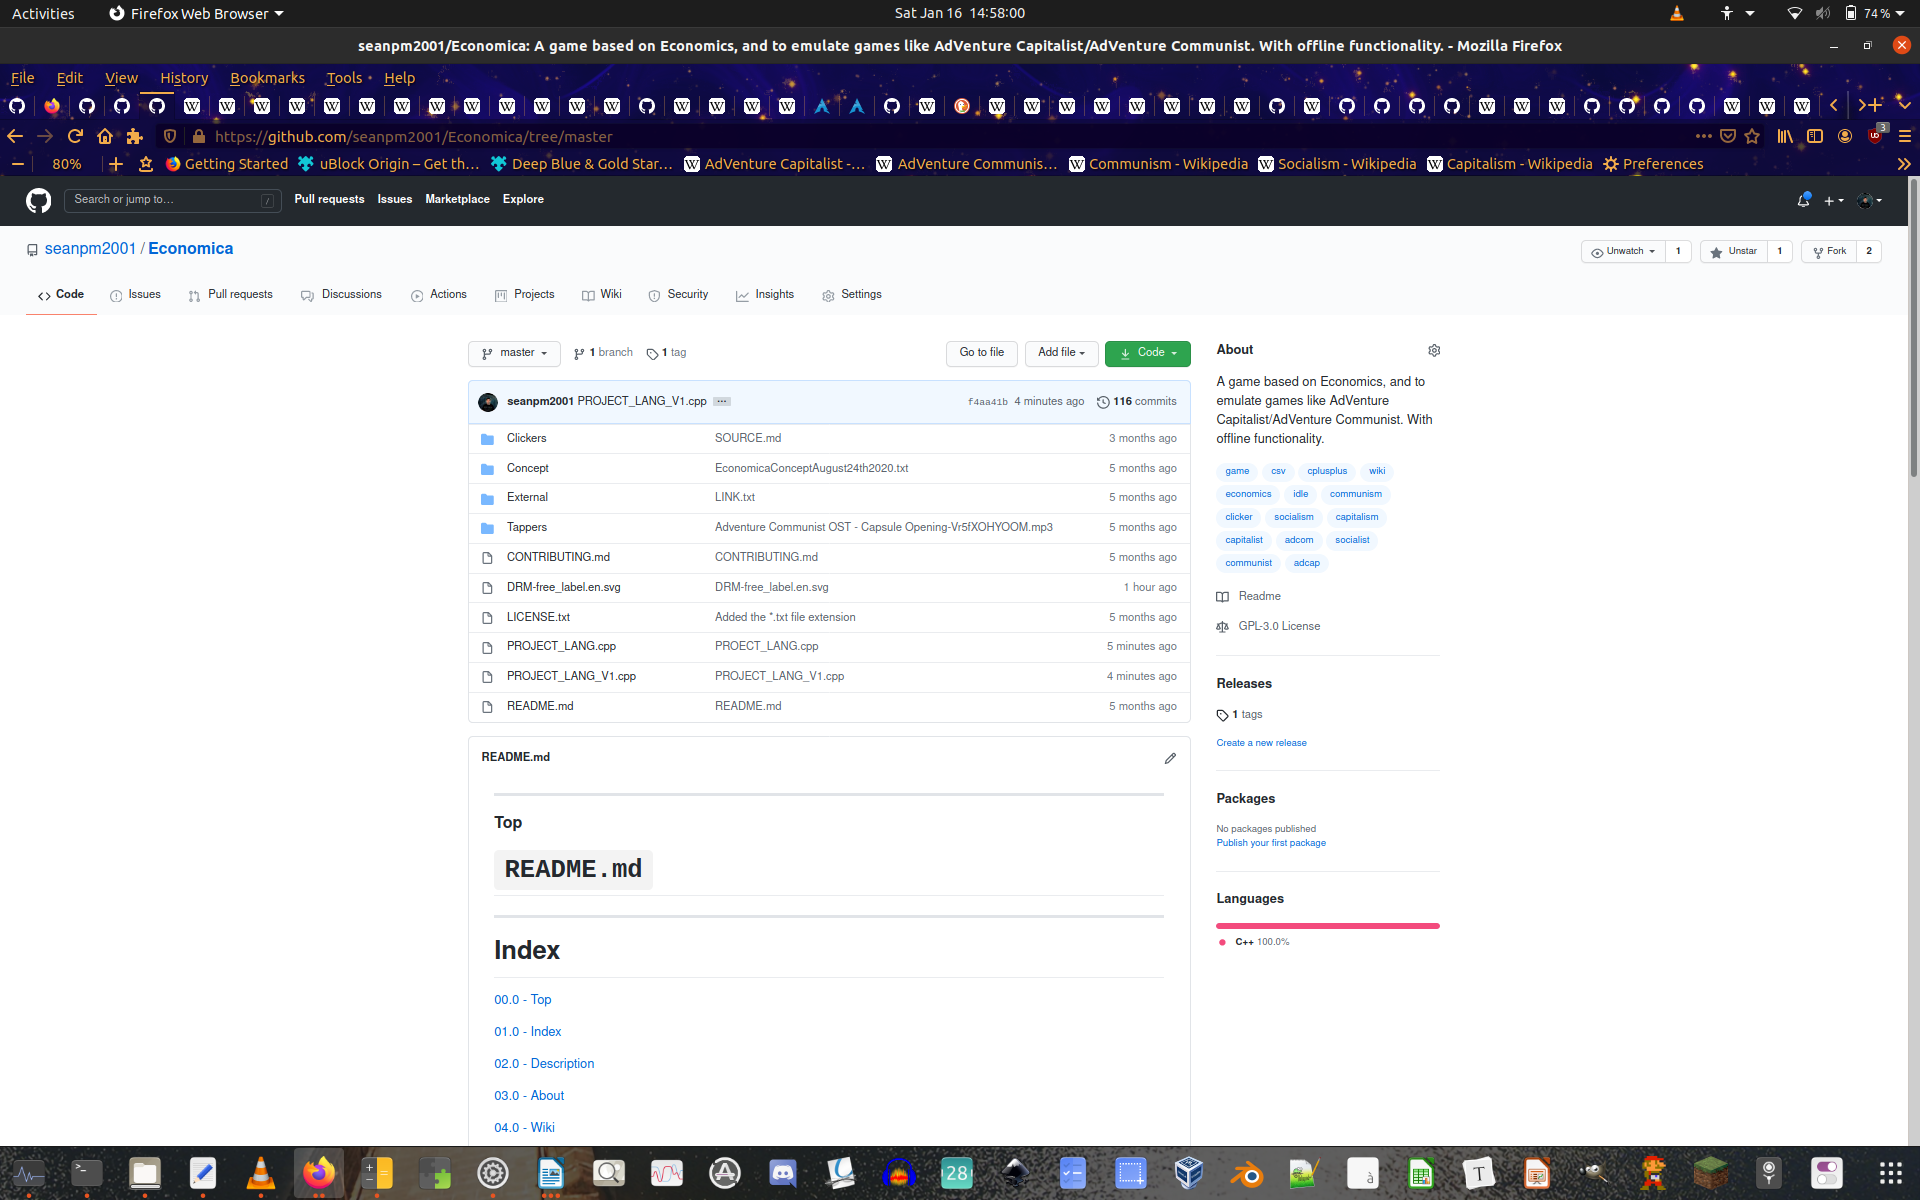 Activities Firefox Web Browser Sat Jan 16 14:58:00 74 %
seanpm2001/Economica: A game based on Economics, and to emulate games like AdVenture Capitalist/AdVenture Communist. With offline functionality. - Mozilla Firefox
File Edit View History Bookmarks Tools Help
https://github.com/seanpm2001/Economica/tree/master 3
80% Getting Started uBlock Origin – Get th… Deep Blue & Gold Star… AdVenture Capitalist -… AdVenture Communis… Communism - Wikipedia Socialism - Wikipedia Capitalism - Wikipedia Preferences
Search or jump to… / Pull requests Issues Marketplace Explore
seanpm2001 / Economica Unwatch 1 Unstar 1 Fork 2
Code Issues Pull requests Discussions Actions Projects Wiki Security Insights Settings
master 1 branch 1 tag Go to file Add file Code
seanpm2001 PROJECT_LANG_V1.cpp ··· f4aa41b 4 minutes ago 116 commits
Clickers SOURCE.md 3 months ago
Concept EconomicaConceptAugust24th2020.txt 5 months ago
External LINK.txt 5 months ago
Tappers Adventure Communist OST - Capsule Opening-Vr5fXOHYOOM.mp3 5 months ago
CONTRIBUTING.md CONTRIBUTING.md 5 months ago
DRM-free_label.en.svg DRM-free_label.en.svg 1 hour ago
LICENSE.txt Added the *.txt file extension 5 months ago
PROJECT_LANG.cpp PROECT_LANG.cpp 5 minutes ago
PROJECT_LANG_V1.cpp PROJECT_LANG_V1.cpp 4 minutes ago
README.md README.md 5 months ago
README.md
Top
README.md
Index
00.0 - Top
01.0 - Index
02.0 - Description
03.0 - About
04.0 - Wiki
About
A game based on Economics, and to
emulate games like AdVenture
Capitalist/AdVenture Communist. With
offline functionality.
game csv cplusplus wiki
economics idle communism
clicker socialism capitalism
capitalist adcom socialist
communist adcap
Readme
GPL-3.0 License
Releases
1 tags
Create a new release
Packages
No packages published
Publish your first package
Languages
C++ 100.0%
28